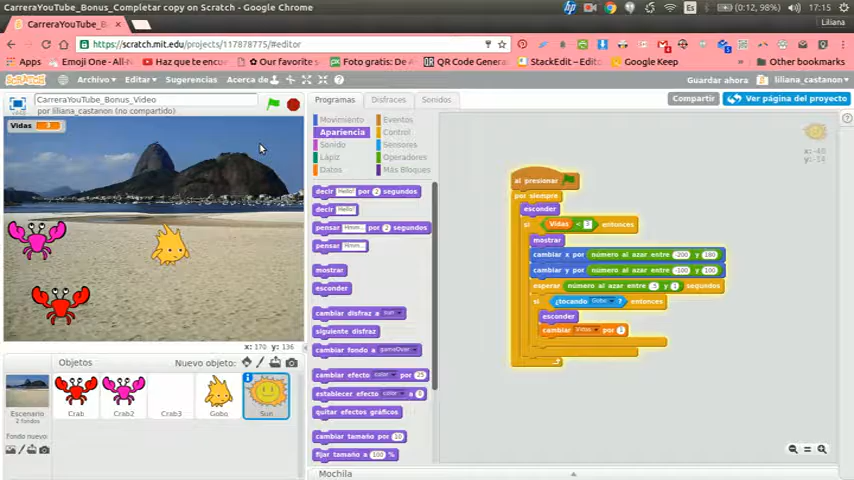 CarreraYouTube_Bonus_Completar copy on Scratch - Google Chrome
Es (0:12, 98%) 17:15
CarreraYouTube_B
Liliana
https://scratch.mit.edu/projects/117878775/#editor
Apps Emoji One - All-
Haz que te encu
Our favorite
Foto gratis: de A
QR Code Genera
StackEdit – Edito
Google Keep
Other bookmarks
SCRATCH Archivo Editar Sugerencias Acerca de Guardar ahora liliana_castanon
CarreraYouTube_Bonus_Video
por liliana_castanon (no compartido)
Programas Disfraces Sonidos
Compartir Ver página del proyecto
Vidas 3
Movimiento Eventos
Apariencia Control
Sonido Sensores
Lápiz Operadores
Datos Más Bloques
decir Hello! por 2 segundos
decir Hello!
pensar Hmm... por 2 segundos
pensar Hmm...
mostrar
esconder
cambiar disfraz a sun
siguiente disfraz
cambiar fondo a gameOver
cambiar efecto color por 25
establecer efecto color a 0
quitar efectos gráficos
cambiar tamaño por 10
fijar tamaño a 100 %
al presionar
por siempre
esconder
si Vidas < 3 entonces
mostrar
cambiar x por número al azar entre -200 y 180
cambiar y por número al azar entre -100 y 100
esperar número al azar entre y 1 segundos
si ¿tocando Gobo ? entonces
esconder
cambiar Vidas por 1
x: 170 y: 136
Objetos Nuevo objeto:
Escenario
2 fondos
Fondo nuevo:
Crab Crab2 Crab3 Gobo Sun
Mochila